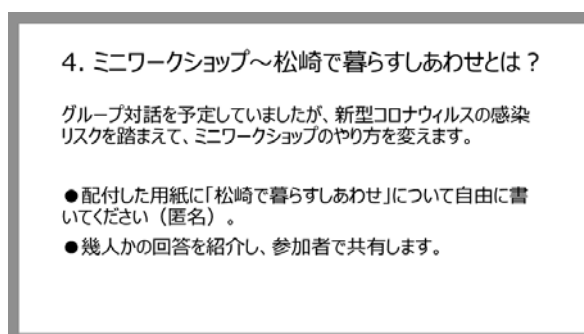 4. ミニワークショップ～松崎で暮らすしあわせとは？
グループ対話を予定していましたが、新型コロナウィルスの感染
リスクを踏まえて、ミニワークショップのやり方を変えます。
●配付した用紙に「松崎で暮らすしあわせ」について自由に書
いてください（匿名）。
●幾人かの回答を紹介し、参加者で共有します。